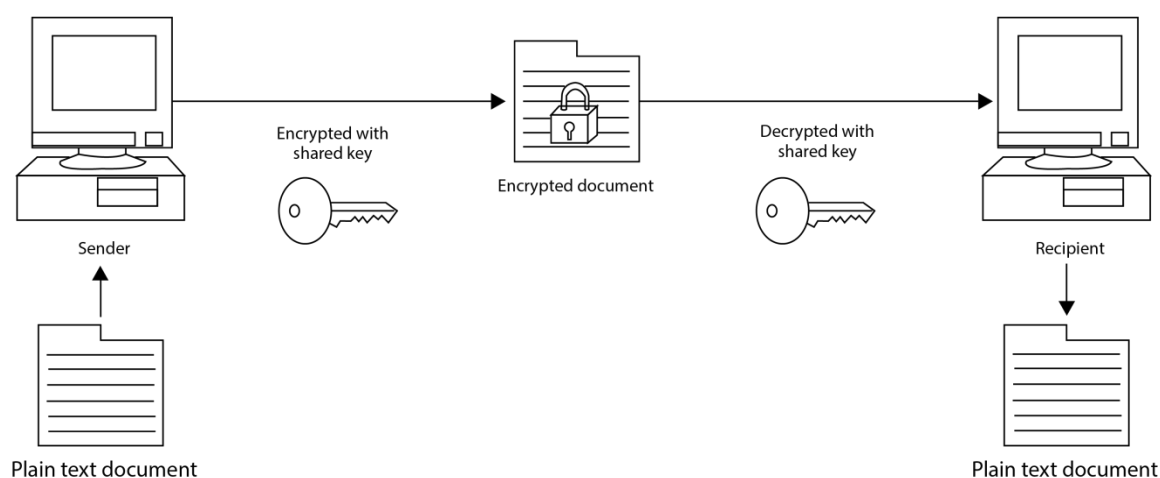 Encrypted with
shared key
Encrypted document
Decrypted with
shared key
Sender
Recipient
Plain text document
Plain text document